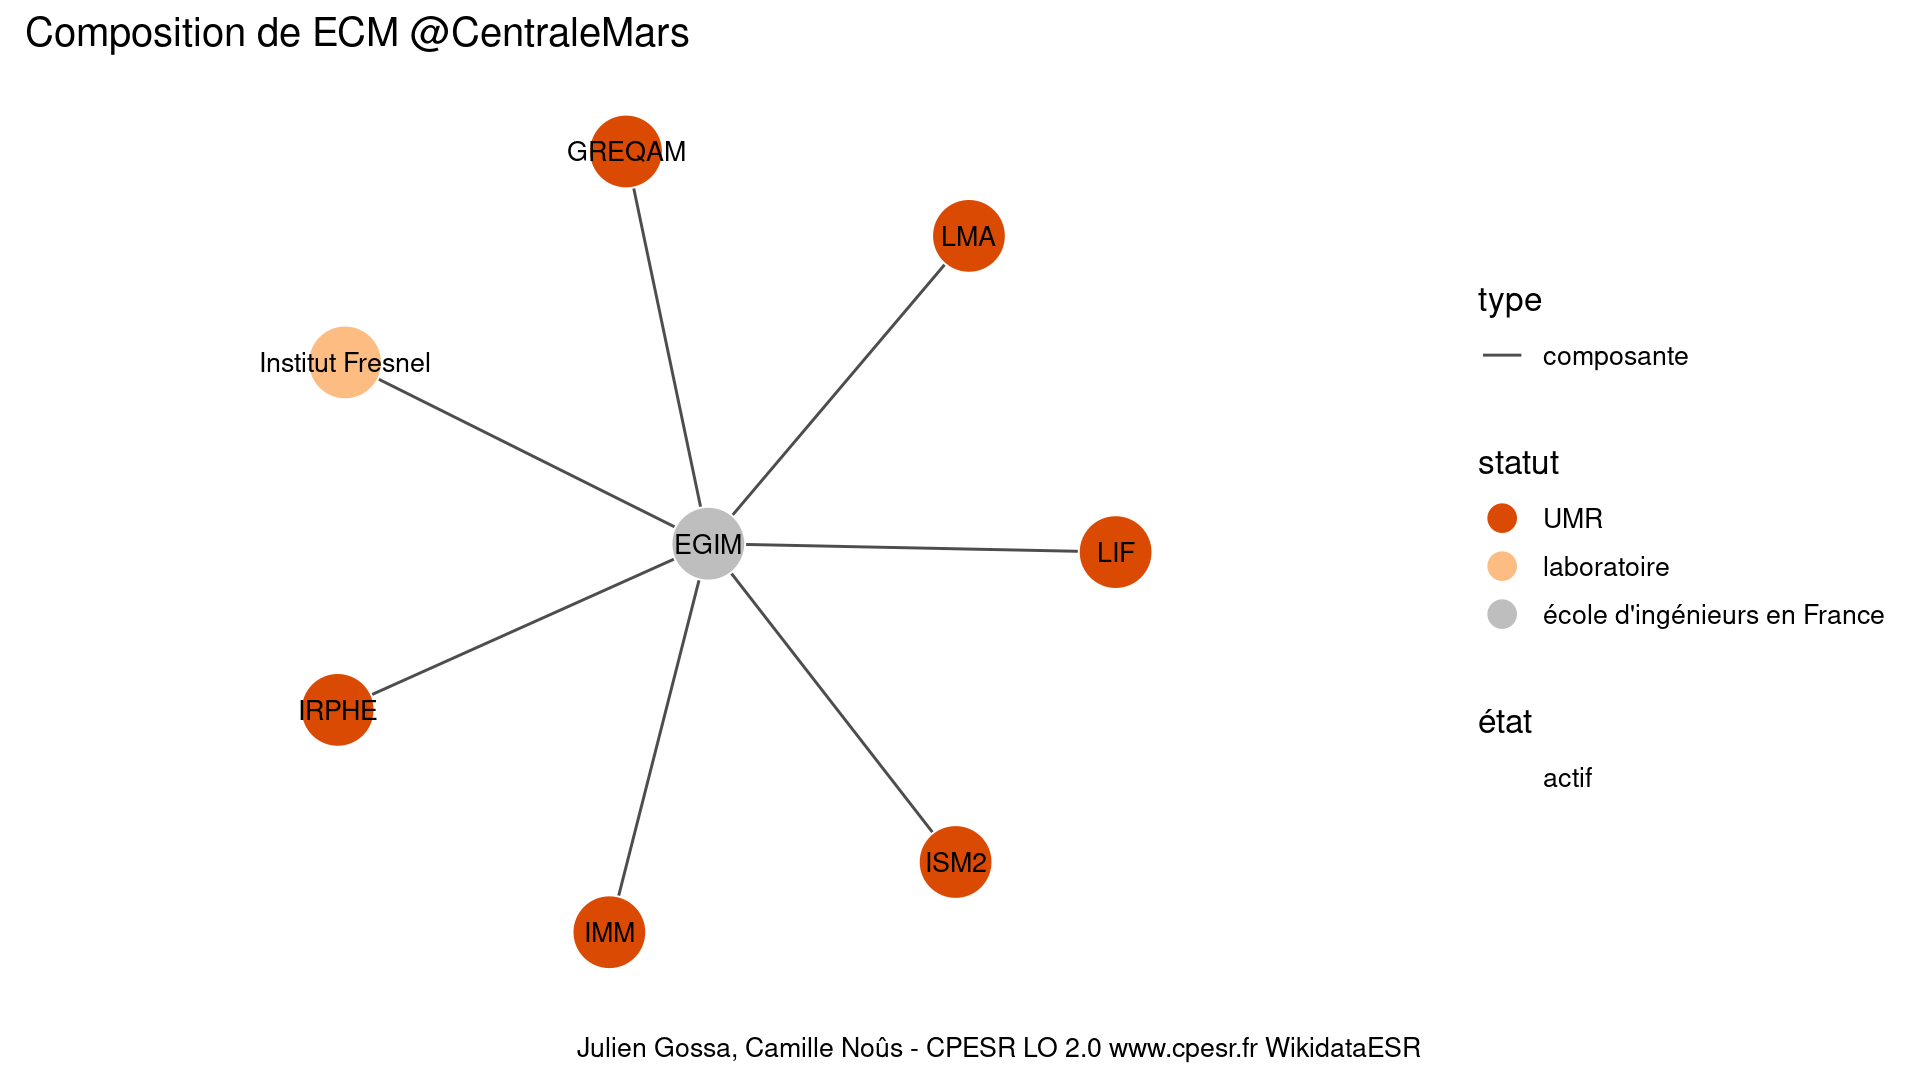 Composition de ECM @CentraleMars
GREQAM
LMA
Institut Fresnel
EGIM
LIF
IRPHE
ISM2
IMM
type
composante
statut
UMR
laboratoire
école d'ingénieurs en France
état
actif
Julien Gossa, Camille Noûs - CPESR LO 2.0 www.cpesr.fr WikidataESR